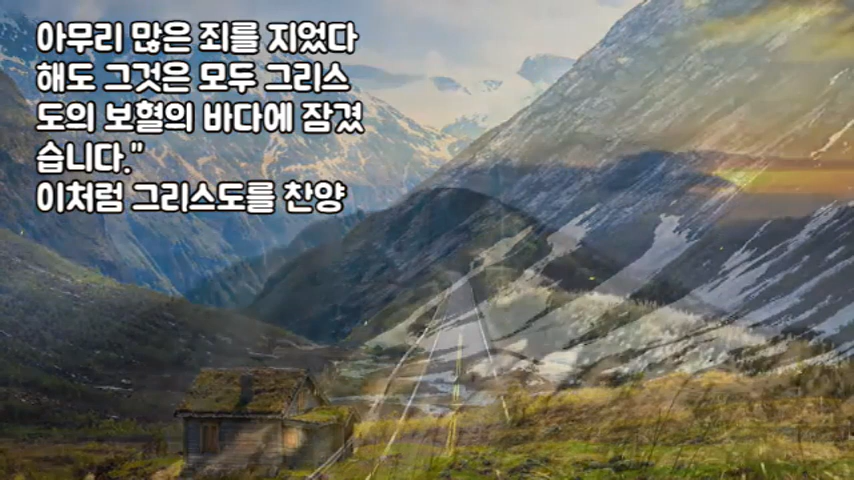 아무리 많은 죄를 지었다
해도 그것은 모두 그리스
도의 보혈의 바다에 잠겼
습니다."
이처럼 그리스도를 찬양